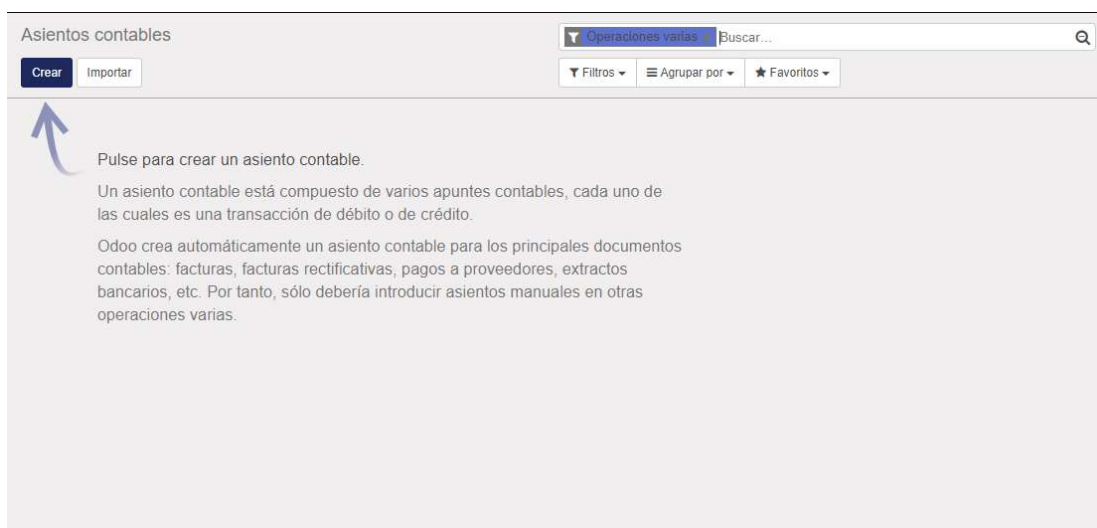 Asientos contables
Operaciones varias
Buscar...
Crear
Importar
Filtros
Agrupar por
Favoritos
Pulse para crear un asiento contable.
Un asiento contable está compuesto de varios apuntes contables, cada uno de
las cuales es una transacción de débito o de crédito.
Odoo crea automáticamente un asiento contable para los principales documentos
contables: facturas, facturas rectificativas, pagos a proveedores, extractos
bancarios, etc. Por tanto, sólo debería introducir asientos manuales en otras
operaciones varias.